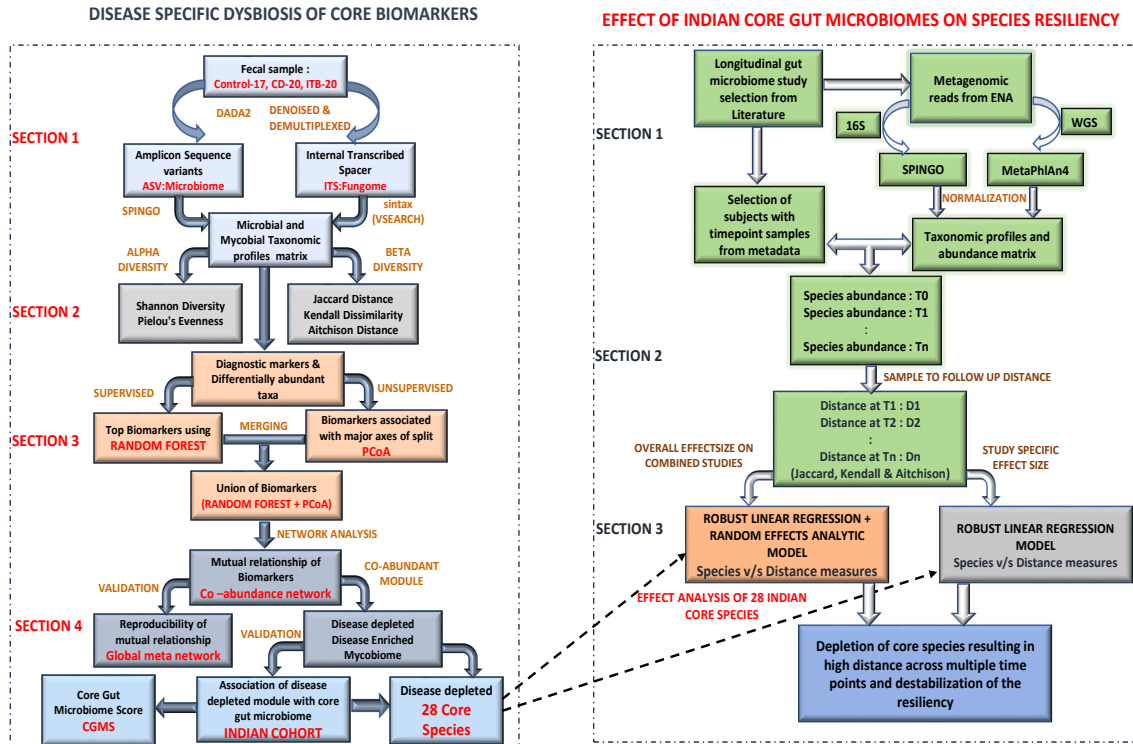 DISEASE SPECIFIC DYSBIOSIS OF CORE BIOMARKERS
Fecal sample :
Control-17, CD-20, ITB-20
DADA2
DENOISED &
DEMULTIPLEXED
SECTION 1
Amplicon Sequence
variants
ASV:Microbiome
Internal Transcribed
Spacer
ITS:Fungome
SPINGO
sintax
(VSEARCH)
Microbial and
Mycobial Taxonomic
profiles matrix
ALPHA
DIVERSITY
BETA
DIVERSITY
SECTION 2
Shannon Diversity
Pielou's Evenness
Jaccard Distance
Kendall Dissimilarity
Aitchison Distance
Diagnostic markers &
Differentially abundant
taxa
SUPERVISED
UNSUPERVISED
SECTION 3
Top Biomarkers using
RANDOM FOREST
MERGING
Biomarkers associated
with major axes of split
PCoA
Union of Biomarkers
(RANDOM FOREST + PCoA)
NETWORK ANALYSIS
Mutual relationship of
Biomarkers
Co –abundance network
VALIDATION
CO-ABUNDANT
MODULE
SECTION 4
Reproducibility of
mutual relationship
Global meta network
VALIDATION
Disease depleted
Disease Enriched
Mycobiome
Core Gut
Microbiome Score
CGMS
Association of disease
depleted module with core
gut microbiome
INDIAN COHORT
Disease depleted
28 Core
Species
EFFECT OF INDIAN CORE GUT MICROBIOMES ON SPECIES RESILIENCY
Longitudinal gut
microbiome study
selection from
Literature
Metagenomic
reads from ENA
SECTION 1
16S
WGS
SPINGO
MetaPhlAn4
NORMALIZATION
Selection of
subjects with
timepoint samples
from metadata
Taxonomic profiles and
abundance matrix
Species abundance : T0
Species abundance : T1
:
Species abundance : Tn
SECTION 2
SAMPLE TO FOLLOW UP DISTANCE
Distance at T1 : D1
Distance at T2 : D2
:
Distance at Tn : Dn
(Jaccard, Kendall & Aitchison)
OVERALL EFFECTSIZE ON
COMBINED STUDIES
STUDY SPECIFIC
EFFECT SIZE
SECTION 3
ROBUST LINEAR REGRESSION +
RANDOM EFFECTS ANALYTIC
MODEL
Species v/s Distance measures
ROBUST LINEAR REGRESSION
MODEL
Species v/s Distance measures
EFFECT ANALYSIS OF 28 INDIAN
CORE SPECIES
Depletion of core species resulting in
high distance across multiple time
points and destabilization of the
resiliency